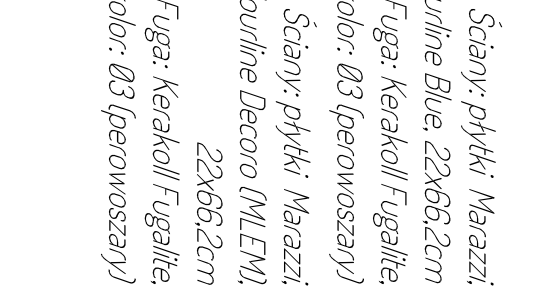 Ściany: płytki Marazzi,
urline Blue, 22x66,2cm
Fuga: Kerakoll Fugalite,
olor: 03 (perowoszary)
Ściany: płytki Marazzi,
ourline Decoro (MLEM),
22x66,2cm
Fuga: Kerakoll Fugalite,
olor: 03 (perowoszary)